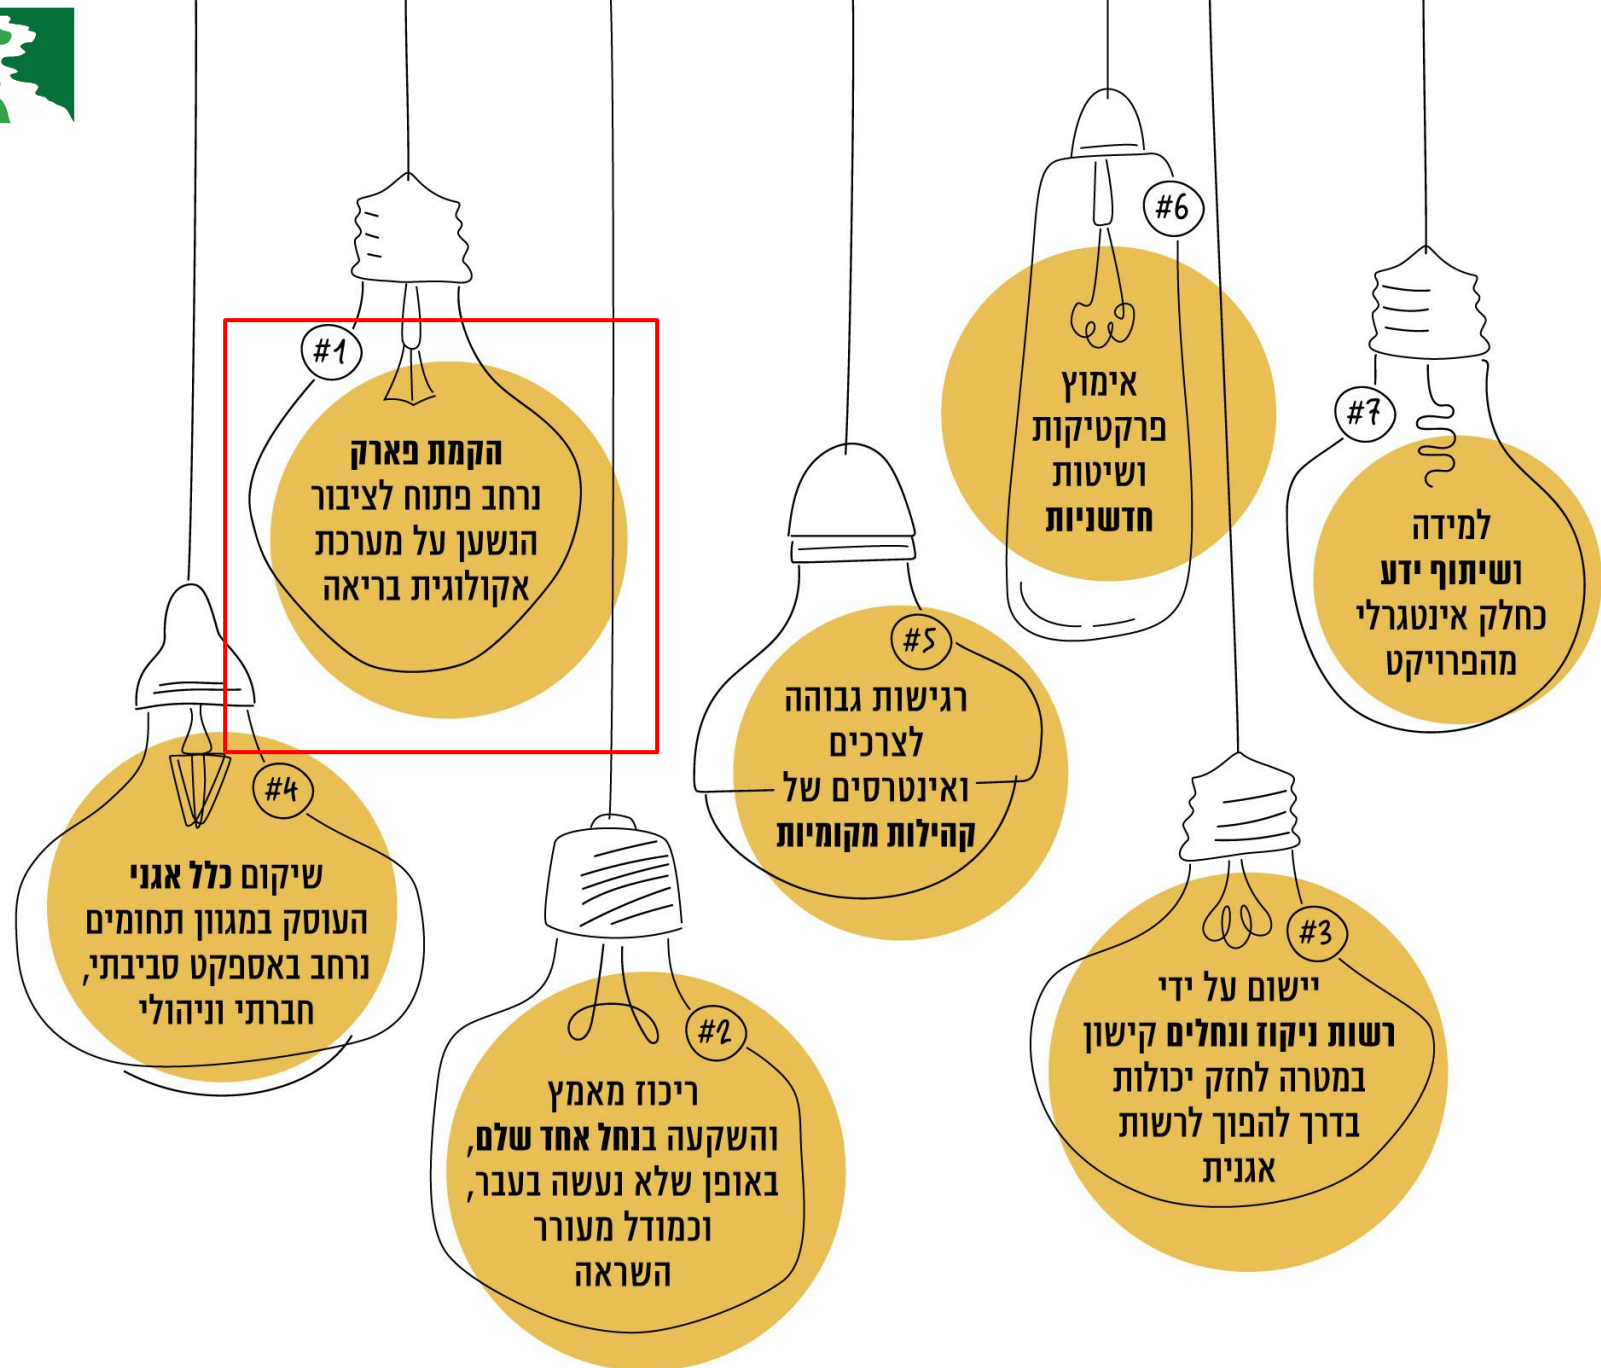 #1
הקמת פארק
נרחב פתוח לציבור
הנשען על מערכת
אקולוגית בריאה
#2
ריכוז מאמץ
והשקעה בנחל אחד שלם,
באופן שלא נעשה בעבר,
וכמודל מעורר
השראה
#3
יישום על ידי
רשות ניקוז ונחלים קישון
במטרה לחזק יכולות
בדרך להפוך לרשות
אגנית
#4
שיקום כלל אגני
העוסק במגוון תחומים
נרחב באספקט סביבתי,
חברתי וניהולי
#5
רגישות גבוהה
לצרכים
ואינטרסים של
קהילות מקומיות
#6
אימוץ
פרקטיקות
ושיטות
חדשניות
#7
למידה
ושיתוף ידע
כחלק אינטגרלי
מהפרויקט